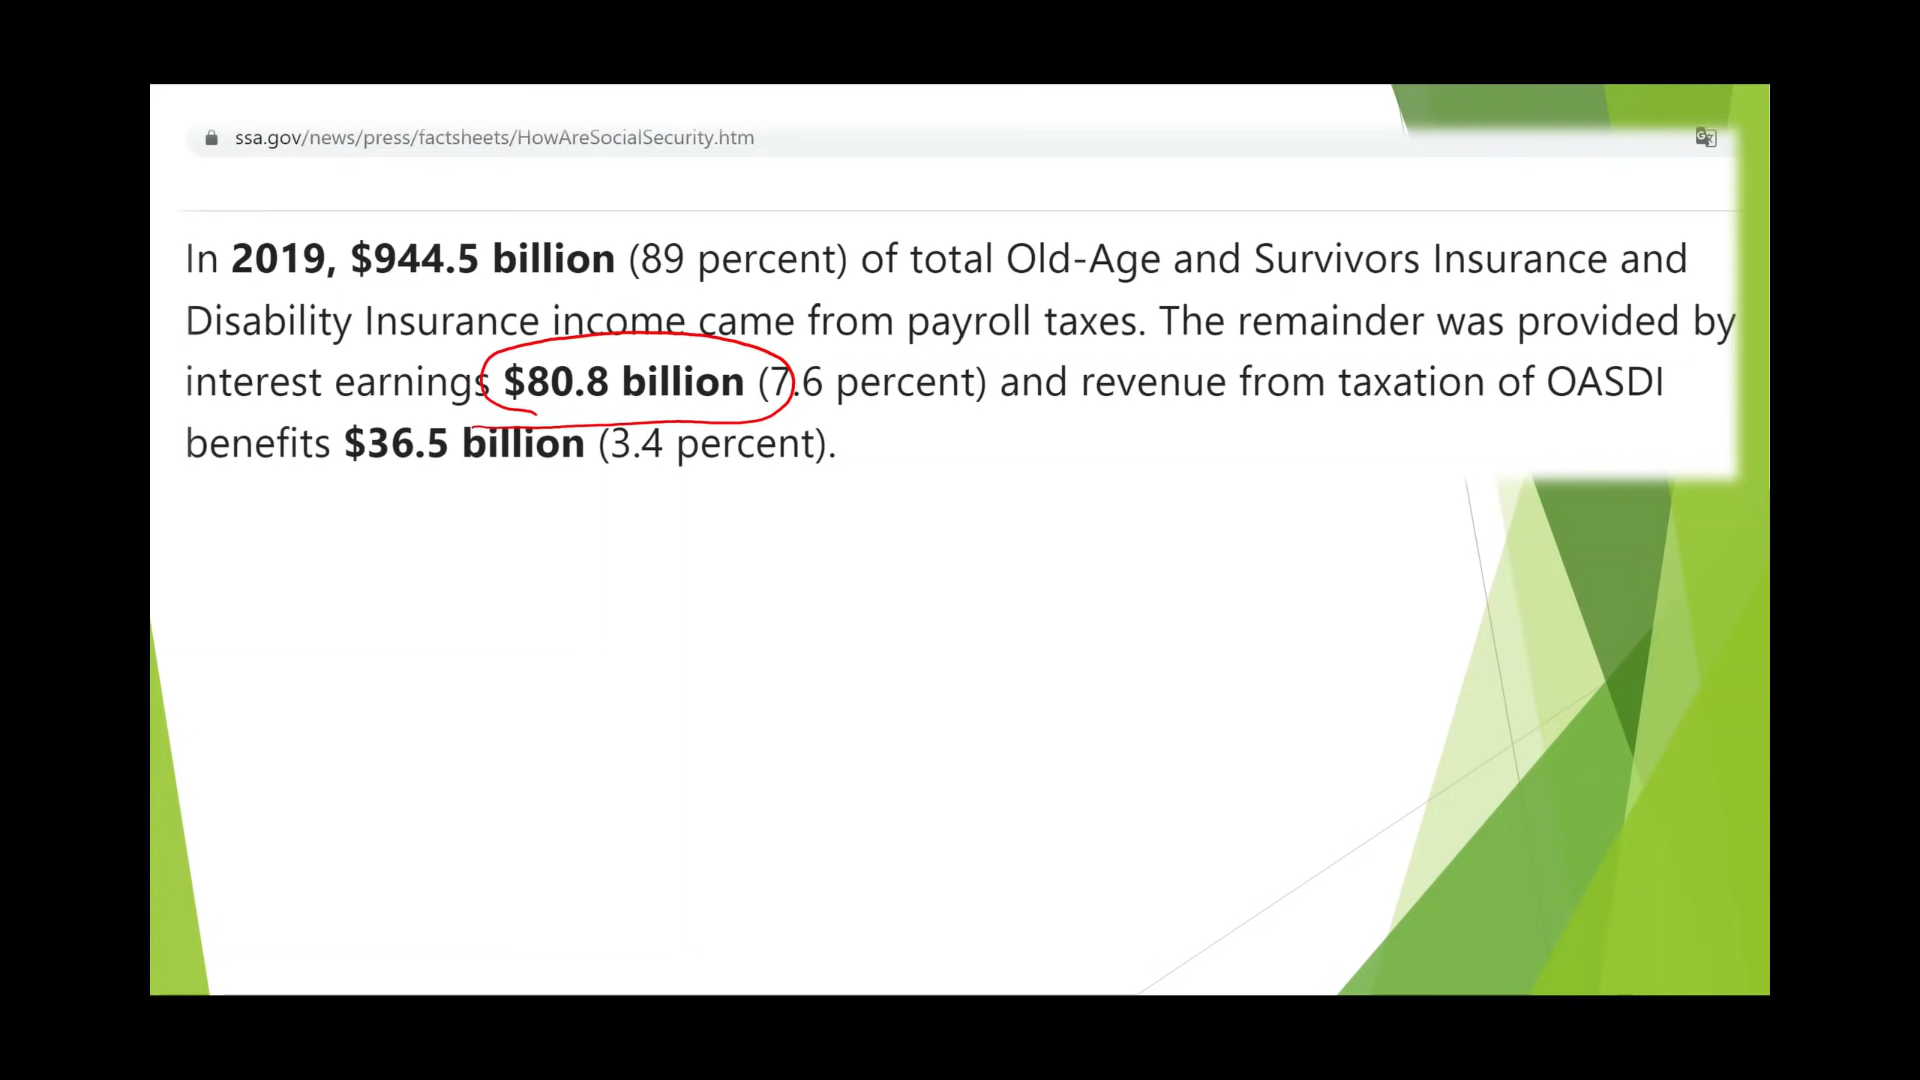 ssa.gov/news/press/factsheets/HowAreSocialSecurity.htm
In 2019, $944.5 billion (89 percent) of total Old-Age and Survivors Insurance and
Disability Insurance income came from payroll taxes. The remainder was provided by
interest earnings $80.8 billion (7.6 percent) and revenue from taxation of OASDI
benefits $36.5 billion (3.4 percent).